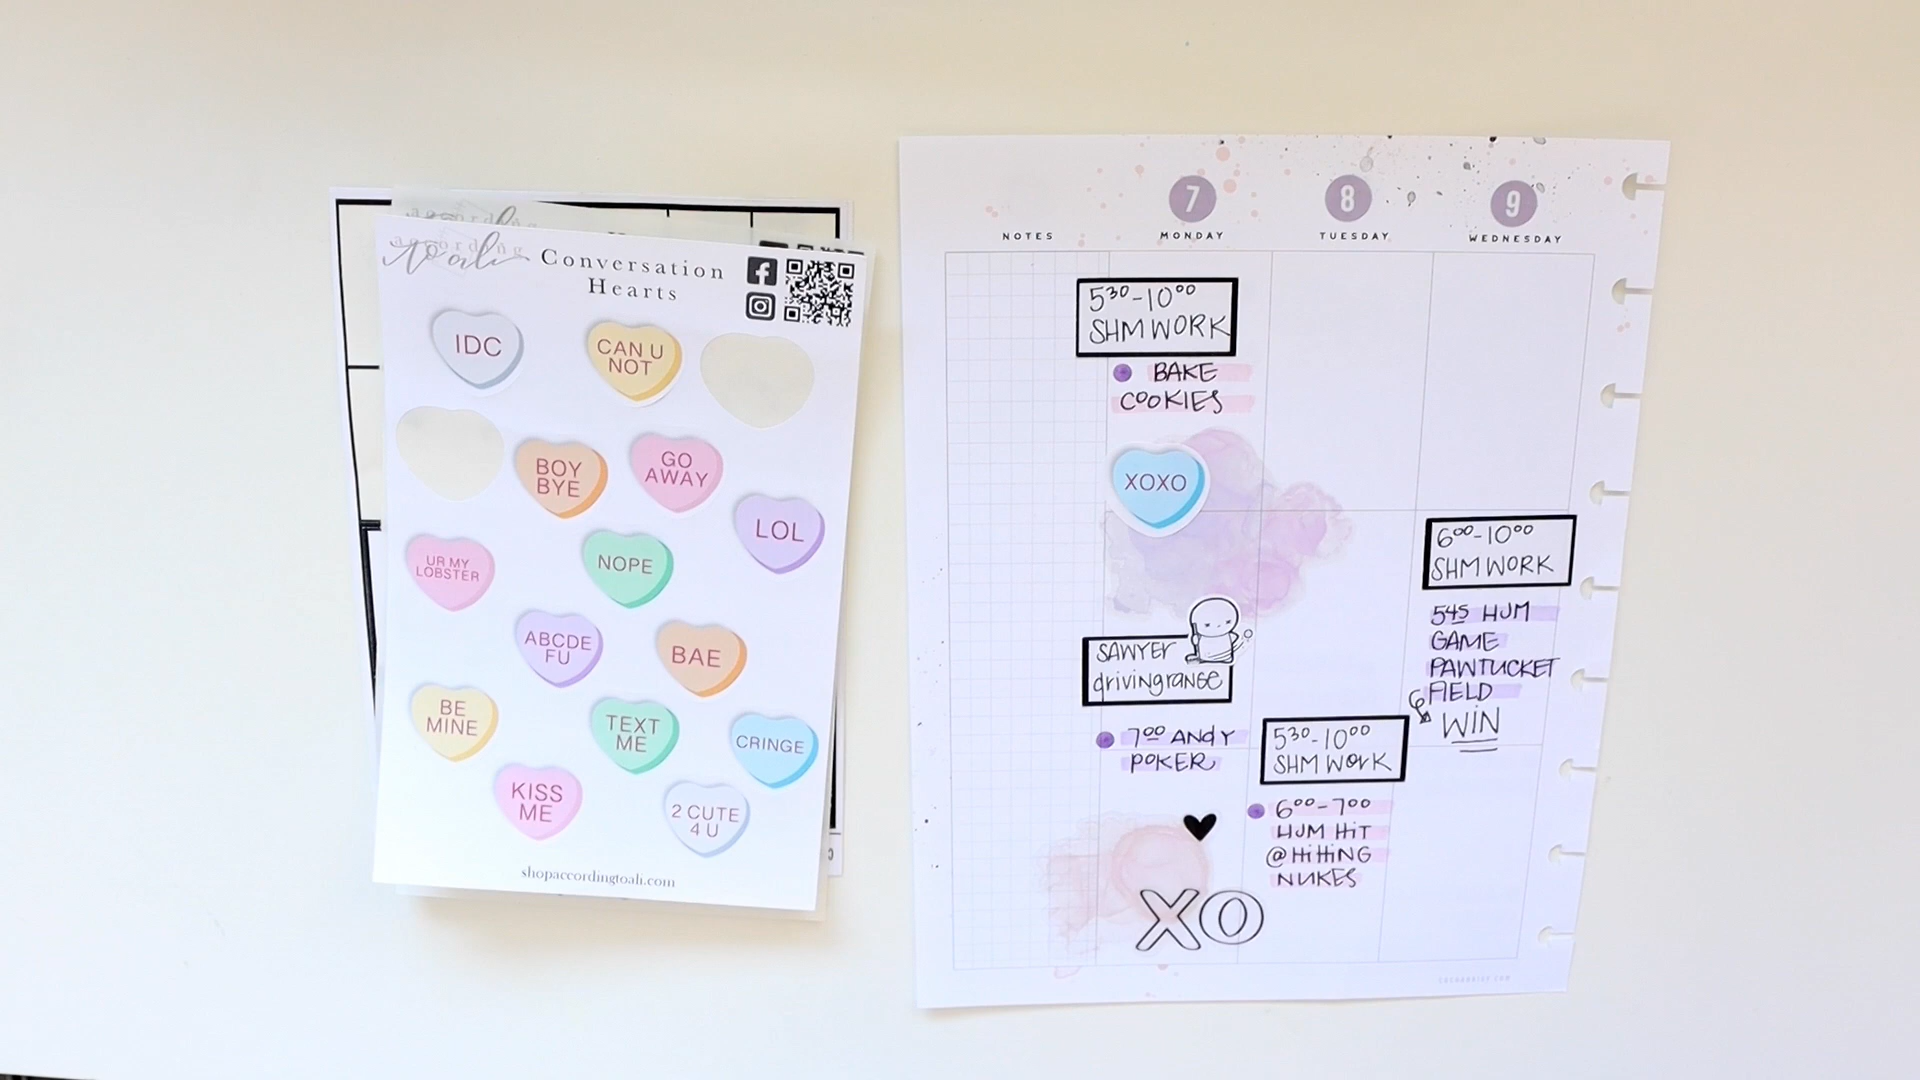 according
to ali
Conversation
Hearts
IDC
CAN U
NOT
BOY
BYE
GO
AWAY
LOL
UR MY
LOBSTER
NOPE
ABCDE
FU
BAE
BE
MINE
TEXT
ME
CRINGE
KISS
ME
2 CUTE
4 U
shopaccordingtoali.com
NOTES
7
MONDAY
8
TUESDAY
9
WEDNESDAY
530-1000
SHM WORK
BAKE
COOKIES
XOXO
SAWYER
drivingrange
700 ANdY
POKER
XO
530-1000
SHM WORK
600-700
HJM HIT
@HittiNG
NUKES
600-1000
SHM WORK
545 HJM
GAME
PAWTUCKET
FIELD
WIN